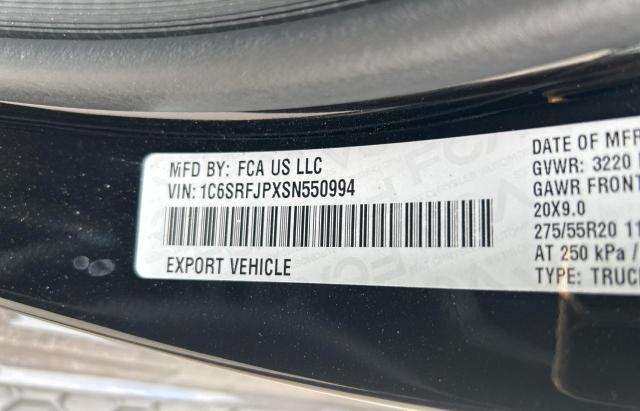 MFD BY: FCA US LLC
VIN: 1C6SRFJPXSN550994
EXPORT VEHICLE
DATE OF MFR
GVWR: 3220
GAWR FRONT
20X9.0
275/55R20 11
AT 250 kPa /
TYPE: TRUC